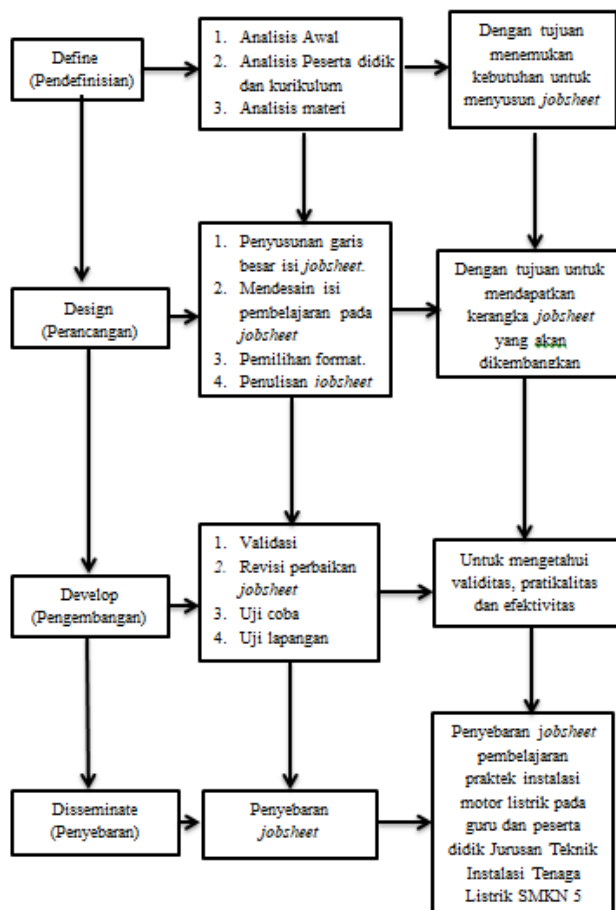 Define
(Pendefinisian)
1. Analisis Awal
2. Analisis Peserta didik
dan kurikulum
3. Analisis materi
Dengan tujuan
menemukan
kebutuhan untuk
menyusun jobsheet
Design
(Perancangan)
1. Penyusunan garis
besar isi jobsheet.
2. Mendesain isi
pembelajaran pada
jobsheet
3. Pemilihan format.
4. Penulisan jobsheet
Dengan tujuan untuk
mendapatkan
kerangka jobsheet
yang akan
dikembangkan
Develop
(Pengembangan)
1. Validasi
2. Revisi perbaikan
jobsheet
3. Uji coba
4. Uji lapangan
Untuk mengetahui
validitas, pratikalitas
dan efektivitas
Disseminate
(Penyebaran)
Penyebaran
jobsheet
Penyebaran jobsheet
pembelajaran
praktek instalasi
motor listrik pada
guru dan peserta
didik Jurusan Teknik
Instalasi Tenaga
Listrik SMKN 5